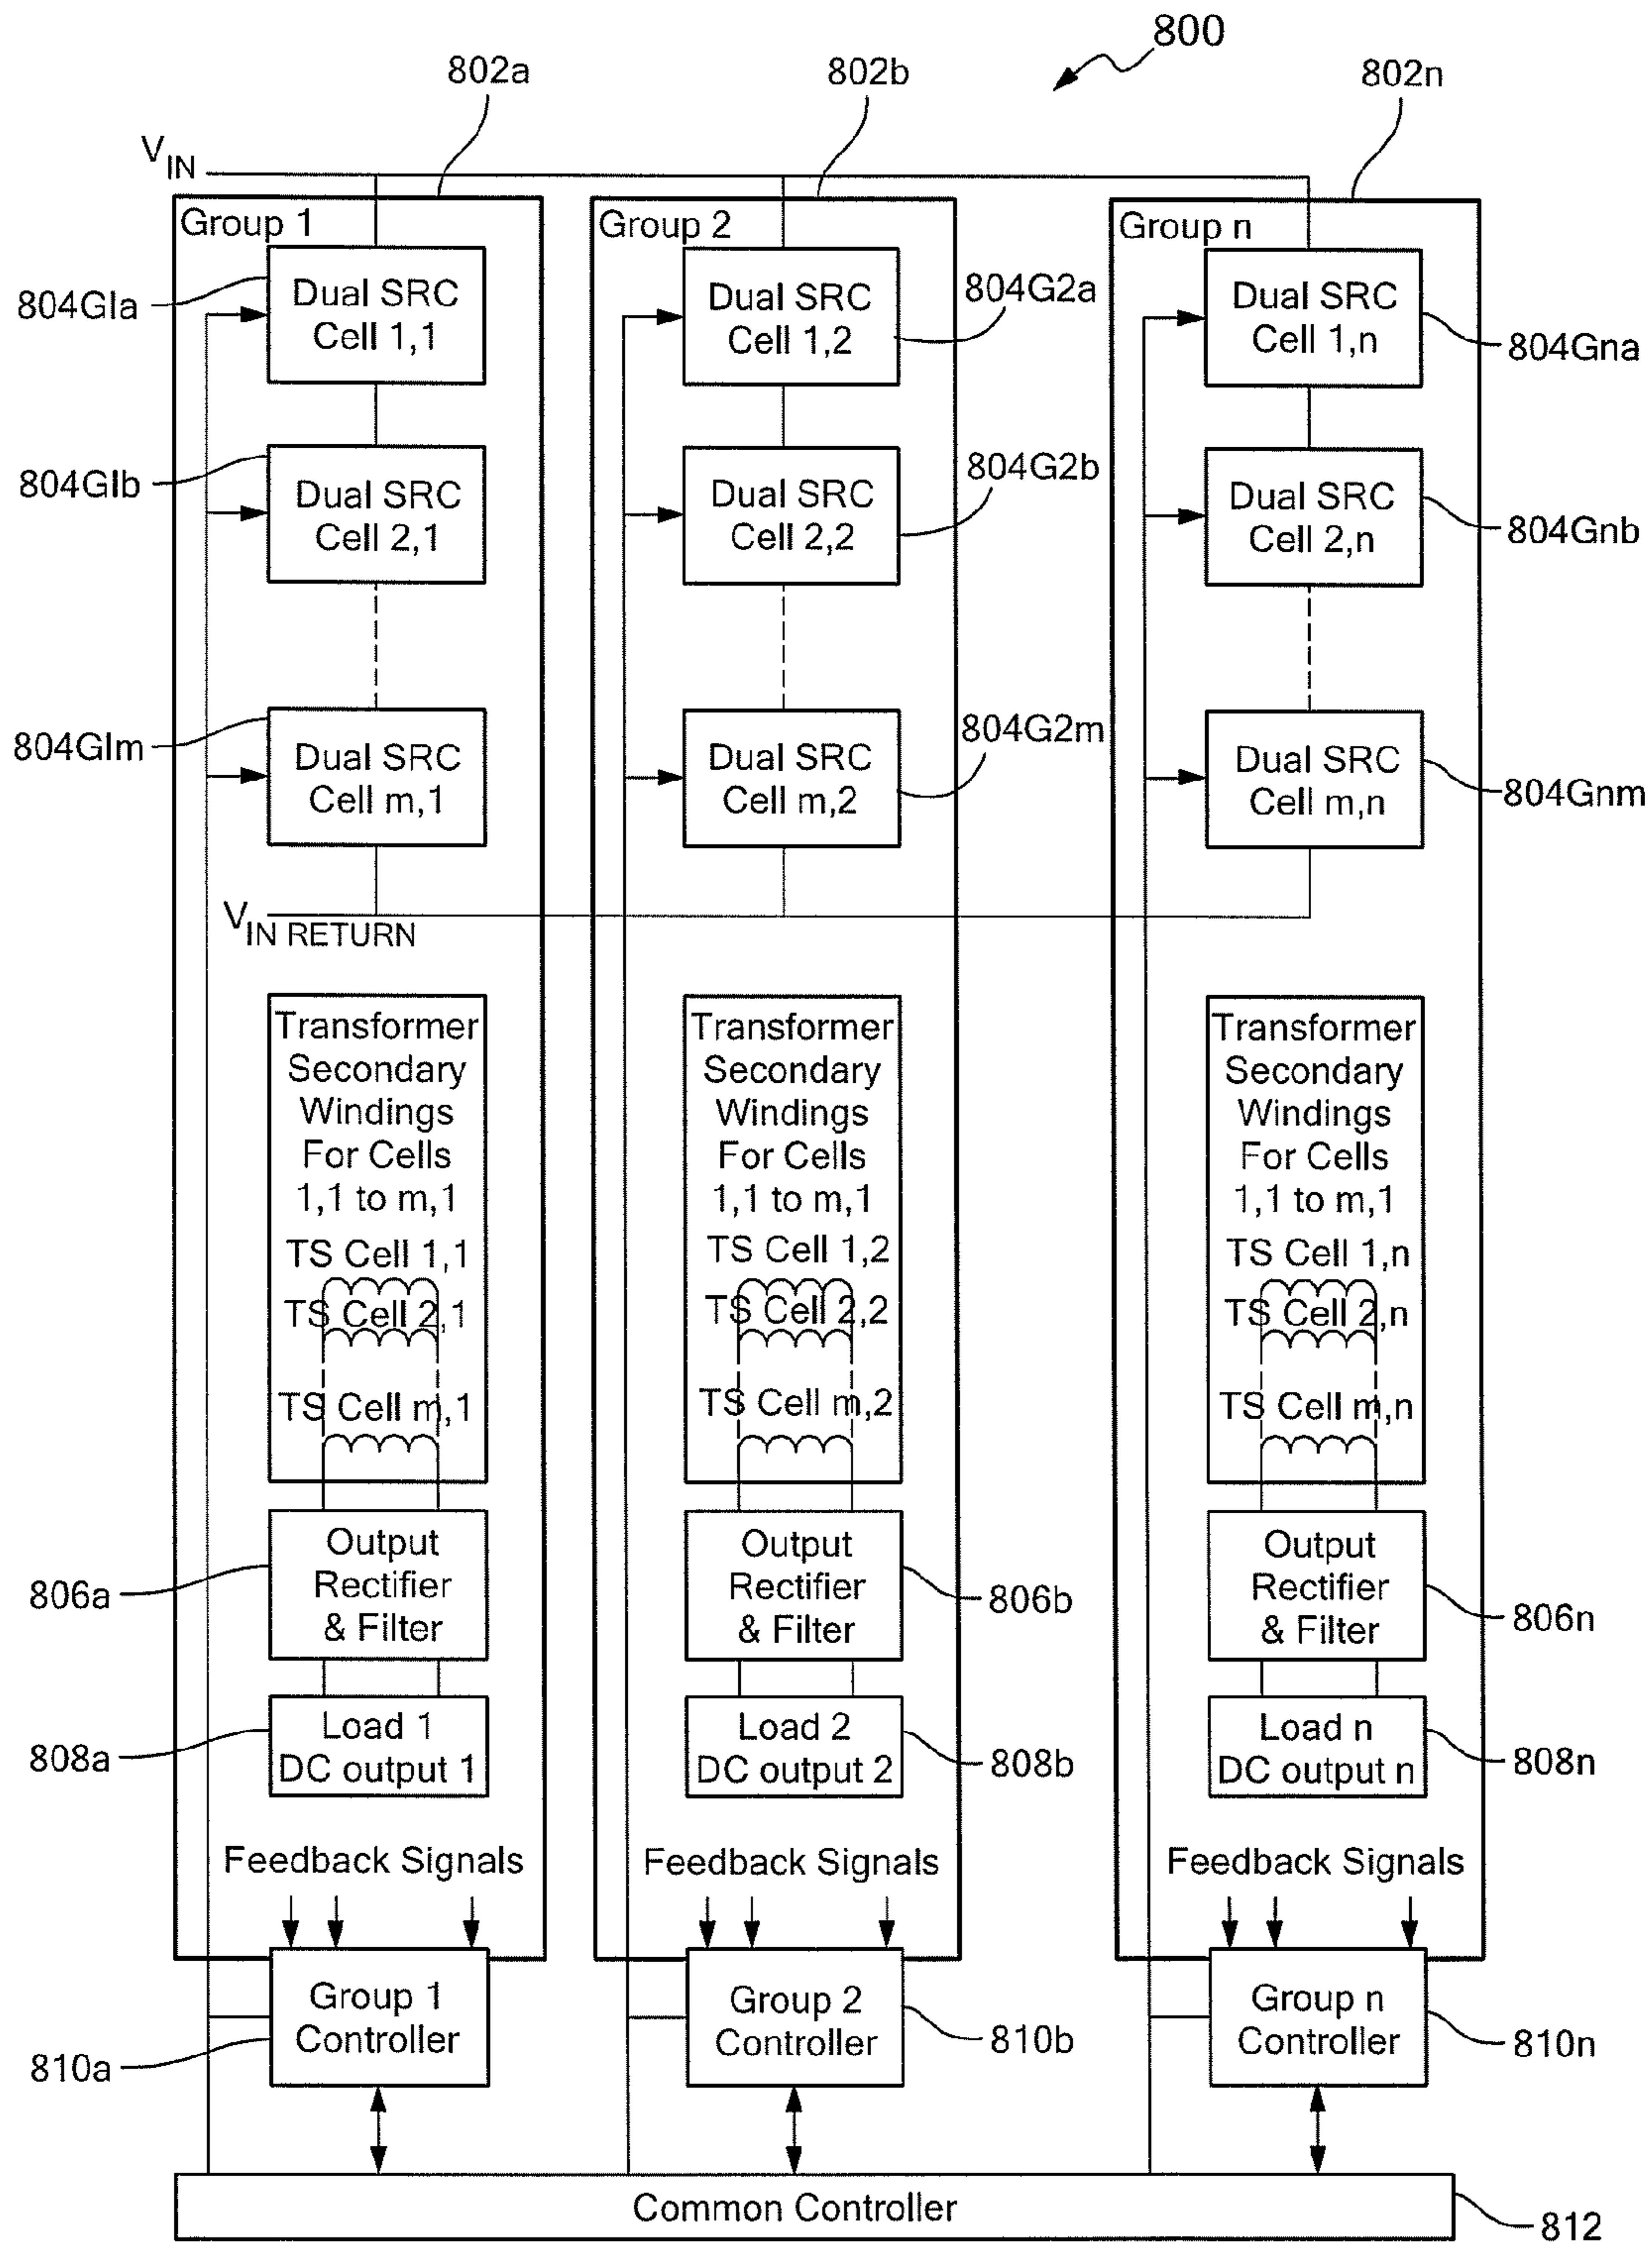 800
802a
802b
802n
VIN
Group 1
Group 2
Group n
804GIa
Dual SRC
Cell 1,1
Dual SRC
Cell 1,2
804G2a
Dual SRC
Cell 1,n
804Gna
804GIb
Dual SRC
Cell 2,1
Dual SRC
Cell 2,2
804G2b
Dual SRC
Cell 2,n
804Gnb
804GIm
Dual SRC
Cell m,1
Dual SRC
Cell m,2
804G2m
Dual SRC
Cell m,n
804Gnm
VIN RETURN
Transformer
Secondary
Windings
For Cells
1,1 to m,1
TS Cell 1,1
TS Cell 2,1
TS Cell m,1
Transformer
Secondary
Windings
For Cells
1,1 to m,1
TS Cell 1,2
TS Cell 2,2
TS Cell m,2
Transformer
Secondary
Windings
For Cells
1,1 to m,1
TS Cell 1,n
TS Cell 2,n
TS Cell m,n
806a
Output
Rectifier
& Filter
Output
Rectifier
& Filter
806b
Output
Rectifier
& Filter
806n
808a
Load 1
DC output 1
Load 2
DC output 2
808b
Load n
DC output n
808n
Feedback Signals
Feedback Signals
Feedback Signals
810a
Group 1
Controller
Group 2
Controller
810b
Group n
Controller
810n
Common Controller
812